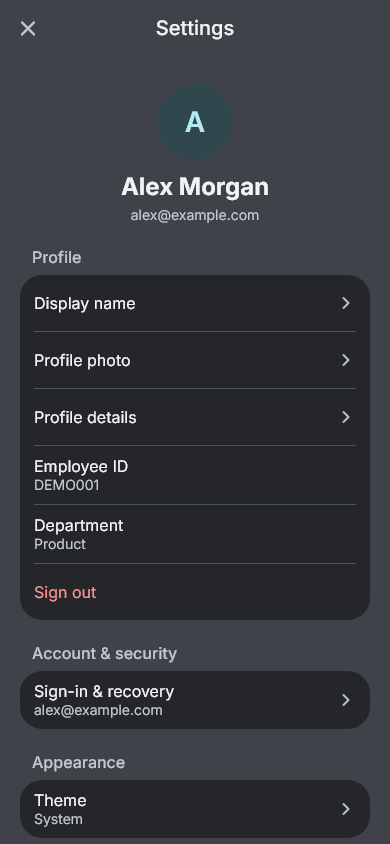 Settings
A
Alex Morgan
alex@example.com
Profile
Display name
Profile photo
Profile details
Employee ID
DEMO001
Department
Product
Sign out
Account & security
Sign-in & recovery
alex@example.com
Appearance
Theme
System